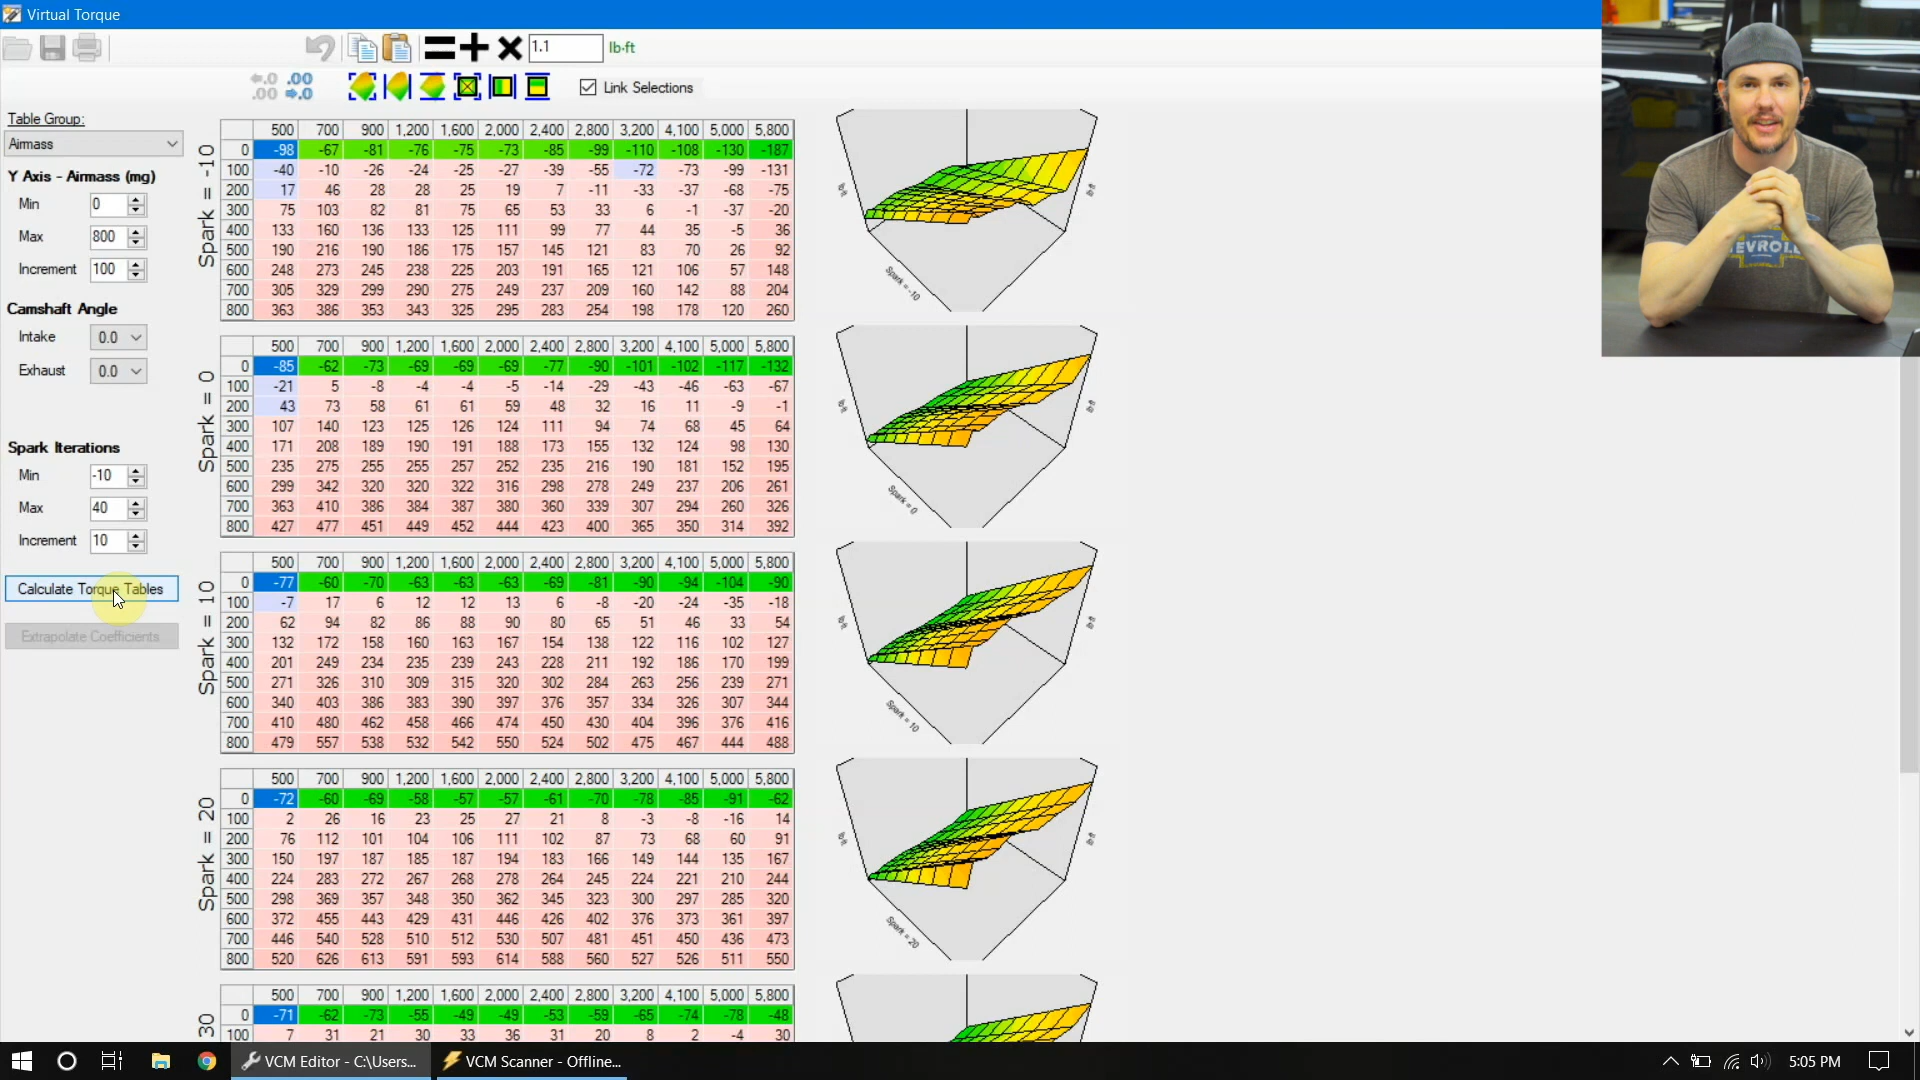 Virtual Torque
1.1 lb·ft
Link Selections
Table Group:
Airmass
Y Axis - Airmass (mg)
Min 0
Max 800
Increment 100
Camshaft Angle
Intake 0.0
Exhaust 0.0
Spark Iterations
Min -10
Max 40
Increment 10
Calculate Torque Tables
Extrapolate Coefficients
Spark = -10
500 700 900 1,200 1,600 2,000 2,400 2,800 3,200 4,100 5,000 5,800
0 -98 -67 -81 -76 -75 -73 -85 -99 -110 -108 -130 -187
100 -40 -10 -26 -24 -25 -27 -39 -55 -72 -73 -99 -131
200 17 46 28 28 25 19 7 -11 -33 -37 -68 -75
300 75 103 82 81 75 65 53 33 6 -1 -37 -20
400 133 160 136 133 125 111 99 77 44 35 -5 36
500 190 216 190 186 175 157 145 121 83 70 26 92
600 248 273 245 238 225 203 191 165 121 106 57 148
700 305 329 299 290 275 249 237 209 160 142 88 204
800 363 386 353 343 325 295 283 254 198 178 120 260
Spark = -10
Spark = 0
500 700 900 1,200 1,600 2,000 2,400 2,800 3,200 4,100 5,000 5,800
0 -85 -62 -73 -69 -69 -69 -77 -90 -101 -102 -117 -132
100 -21 5 -8 -4 -4 -5 -14 -29 -43 -46 -63 -67
200 43 73 58 61 61 59 48 32 16 11 -9 -1
300 107 140 123 125 126 124 111 94 74 68 45 64
400 171 208 189 190 191 188 173 155 132 124 98 130
500 235 275 255 255 257 252 235 216 190 181 152 195
600 299 342 320 320 322 316 298 278 249 237 206 261
700 363 410 386 384 387 380 360 339 307 294 260 326
800 427 477 451 449 452 444 423 400 365 350 314 392
Spark = 0
Spark = 10
500 700 900 1,200 1,600 2,000 2,400 2,800 3,200 4,100 5,000 5,800
0 -77 -60 -70 -63 -63 -63 -69 -81 -90 -94 -104 -90
100 -7 17 6 12 12 13 6 -8 -20 -24 -35 -18
200 62 94 82 86 88 90 80 65 51 46 33 54
300 132 172 158 160 163 167 154 138 122 116 102 127
400 201 249 234 235 239 243 228 211 192 186 170 199
500 271 326 310 309 315 320 302 284 263 256 239 271
600 340 403 386 383 390 397 376 357 334 326 307 344
700 410 480 462 458 466 474 450 430 404 396 376 416
800 479 557 538 532 542 550 524 502 475 467 444 488
Spark = 10
Spark = 20
500 700 900 1,200 1,600 2,000 2,400 2,800 3,200 4,100 5,000 5,800
0 -72 -60 -69 -58 -57 -57 -61 -70 -78 -85 -91 -62
100 2 26 16 23 25 27 21 8 -3 -8 -16 14
200 76 112 101 104 106 111 102 87 73 68 60 91
300 150 197 187 185 187 194 183 166 149 144 135 167
400 224 283 272 267 268 278 264 245 224 221 210 244
500 298 369 357 348 350 362 345 323 300 297 285 320
600 372 455 443 429 431 446 426 402 376 373 361 397
700 446 540 528 510 512 530 507 481 451 450 436 473
800 520 626 613 591 593 614 588 560 527 526 511 550
Spark = 20
30
500 700 900 1,200 1,600 2,000 2,400 2,800 3,200 4,100 5,000 5,800
0 -71 -62 -73 -55 -49 -49 -53 -59 -65 -74 -78 -48
100 7 31 21 30 33 36 31 20 8 2 -4 30
VCM Editor - C:\Users...
VCM Scanner - Offline...
5:05 PM